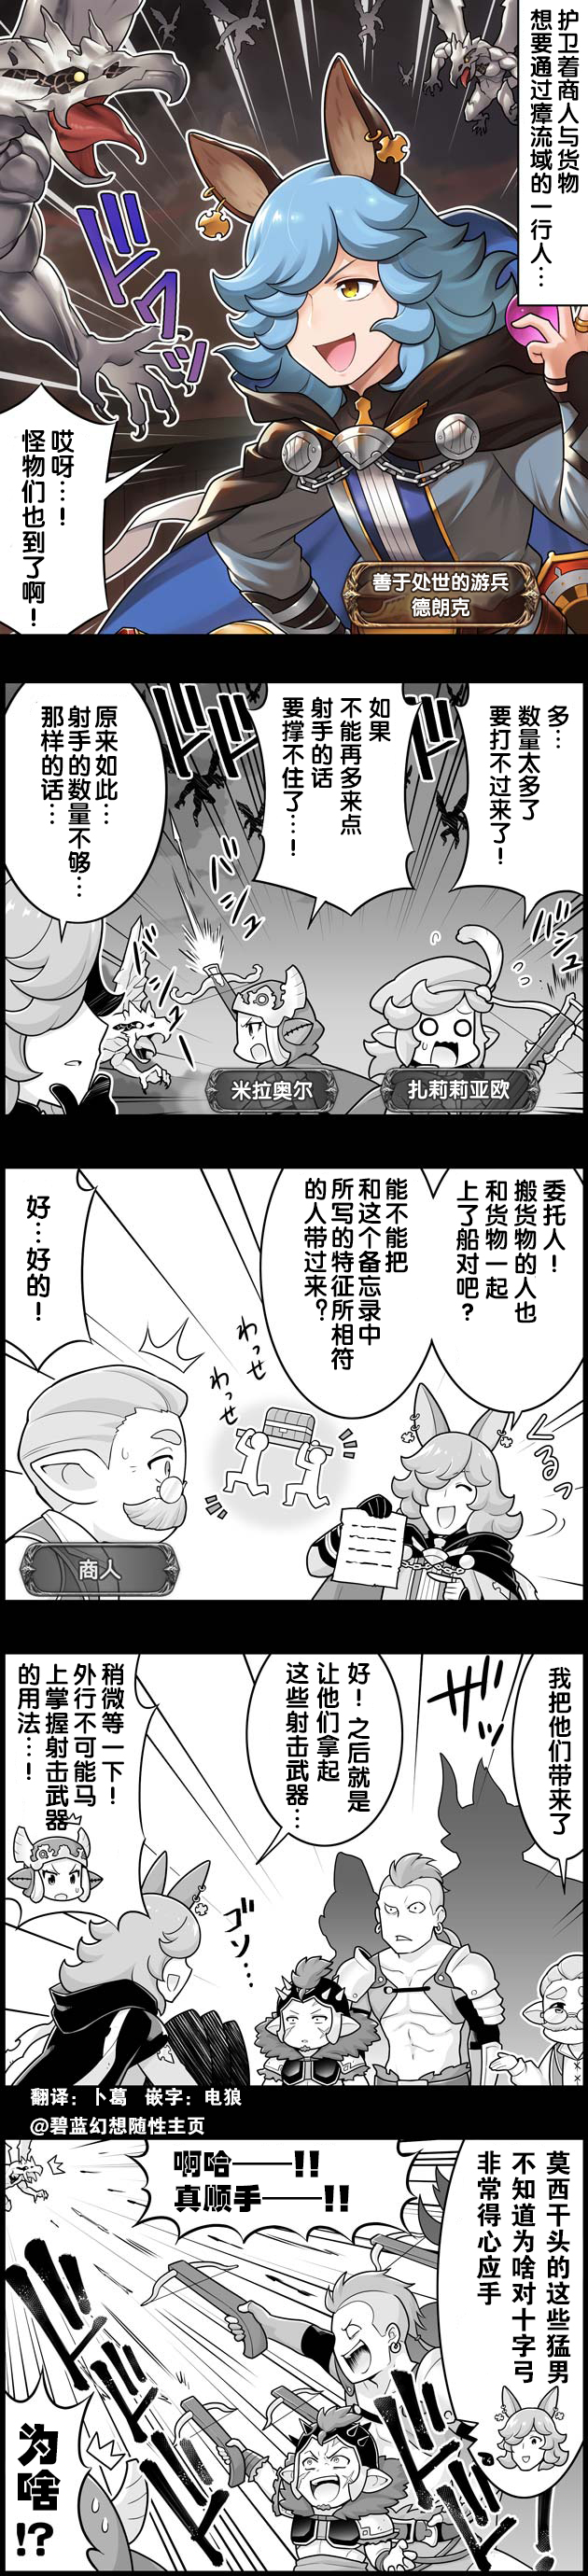 护卫着商人与货物
想要通过瘴流域的一行人…
ドドドッ
哎呀…！
怪物们也到了啊！
善于处世的游兵
德朗克
多…
数量太多了
要打不过来了！
如果
不能再多来点
射手的话
要撑不住了…！
原来如此…
射手的数量不够…
那样的话…
バシュ
バシュッ
米拉奥尔
扎莉莉亚欧
委托人！
搬货物的人也
和货物一起
上了船对吧？
能不能把
和这个备忘录中
所写的特征所相符
的人带过来？
好…好的！
くるっ
わっせ
わっせ
商人
我把他们带来了
ザッ
好！之后就是
让他们拿起
这些射击武器…
稍微等一下！
外行不可能马
上掌握射击武器
的用法…！
ゴソ…
翻译：卜葛 嵌字：电狼
@碧蓝幻想随性主页
莫西干头的这些猛男
不知道为啥对十字弓
非常得心应手
啊哈——!!
真顺手——!!
ドドドド
为啥!?